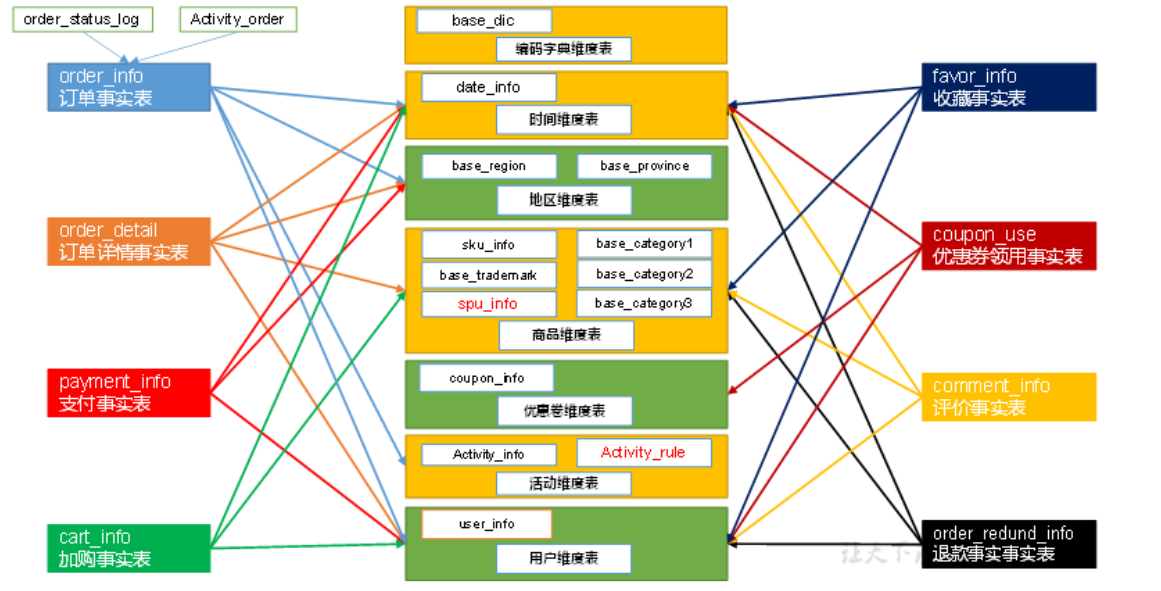 order_status_log
Activity_order
order_info
订单事实表
order_detail
订单详情事实表
payment_info
支付事实表
cart_info
加购事实表
base_dic
编码字典维度表
date_info
时间维度表
base_region
base_province
地区维度表
sku_info
base_category1
base_trademark
base_category2
spu_info
base_category3
商品维度表
coupon_info
优惠卷维度表
Activity_info
Activity_rule
活动维度表
user_info
用户维度表
favor_info
收藏事实表
coupon_use
优惠券领用事实表
comment_info
评价事实表
order_redund_info
退款事实事实表
让天下